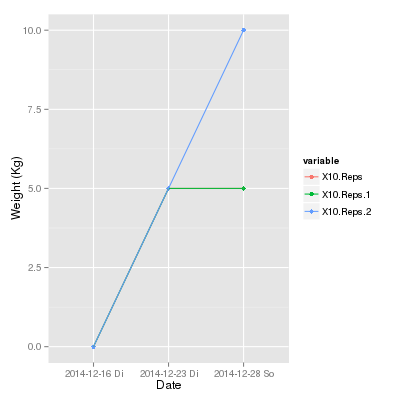 10.0
7.5
5.0
2.5
0.0
Weight (Kg)
2014-12-16 Di
2014-12-23 Di
2014-12-28 So
Date
variable
X10.Reps
X10.Reps.1
X10.Reps.2